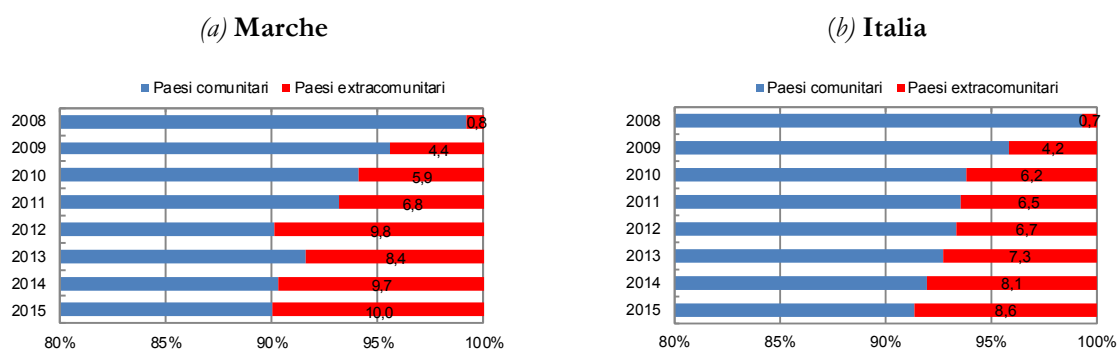 (a) Marche
Paesi comunitari Paesi extracomunitari
2008 0,8
2009 4,4
2010 5,9
2011 6,8
2012 9,8
2013 8,4
2014 9,7
2015 10,0
80% 85% 90% 95% 100%
(b) Italia
Paesi comunitari Paesi extracomunitari
2008 0,7
2009 4,2
2010 6,2
2011 6,5
2012 6,7
2013 7,3
2014 8,1
2015 8,6
80% 85% 90% 95% 100%